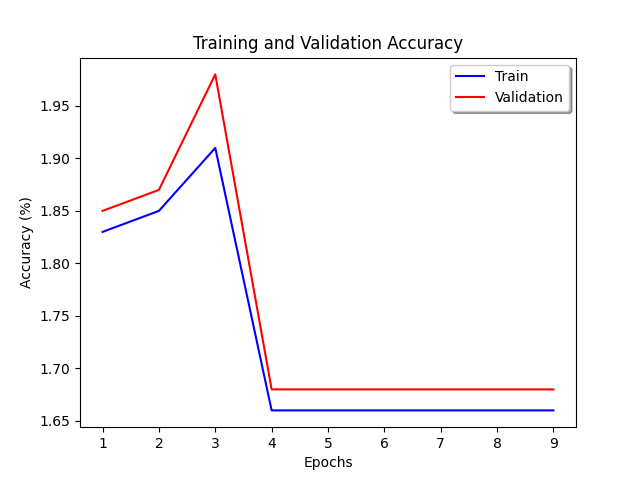 Training and Validation Accuracy
Train
Validation
Accuracy (%)
1.95
1.90
1.85
1.80
1.75
1.70
1.65
1 2 3 4 5 6 7 8 9
Epochs